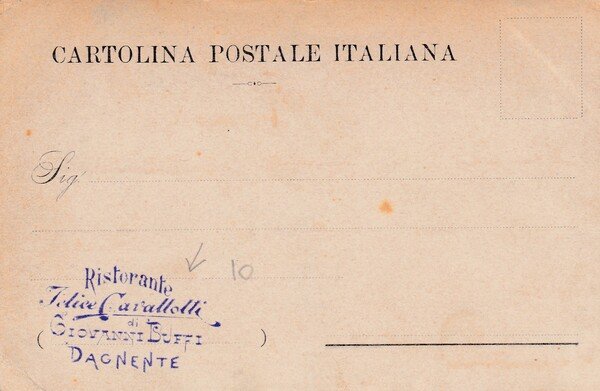 CARTOLINA POSTALE ITALIANA
Sig.
10
Ristorante
Felice Cavallotti
di
GIOVANNI BUFFI
( )
DAGNENTE